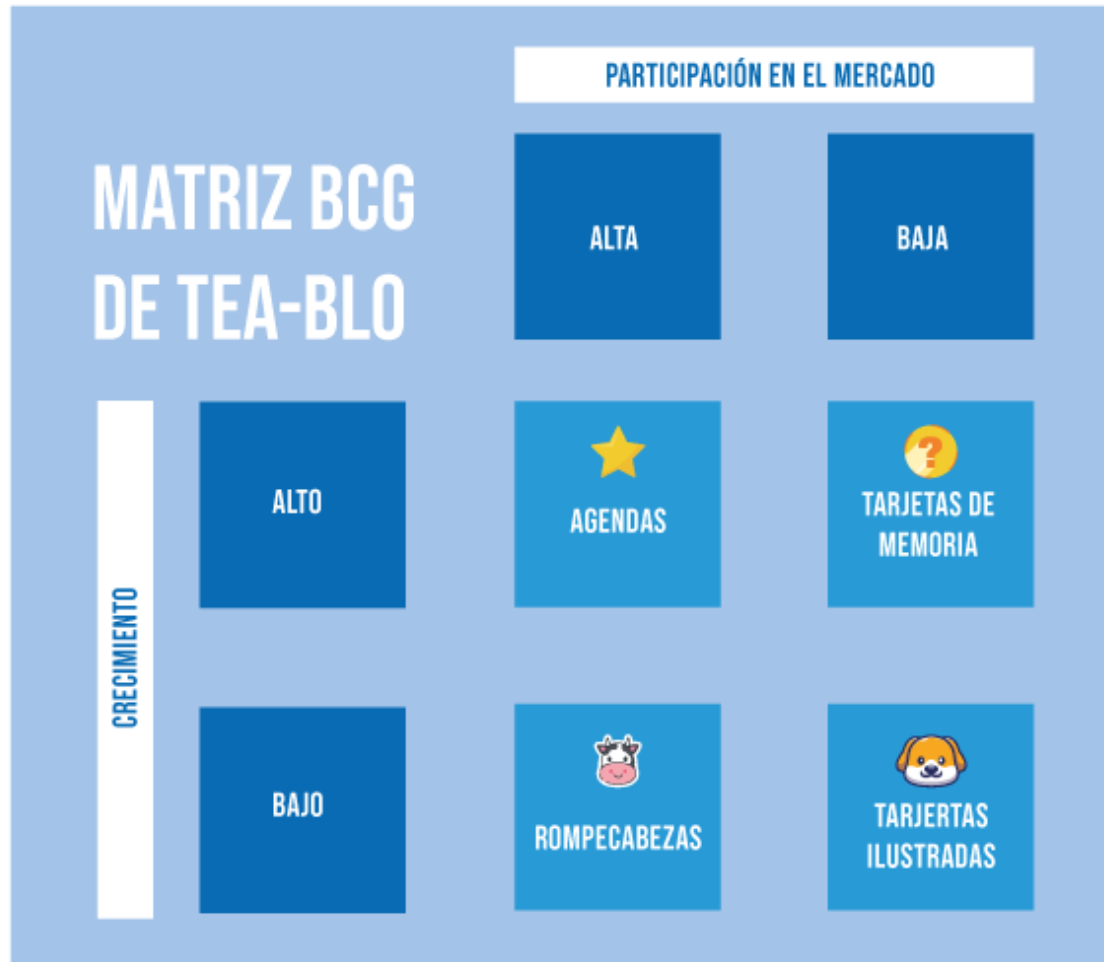 PARTICIPACIÓN EN EL MERCADO
MATRIZ BCG
DE TEA-BLO
ALTA
BAJA
CRECIMIENTO
ALTO
AGENDAS
?
TARJETAS DE
MEMORIA
BAJO
ROMPECABEZAS
TARJERTAS
ILUSTRADAS